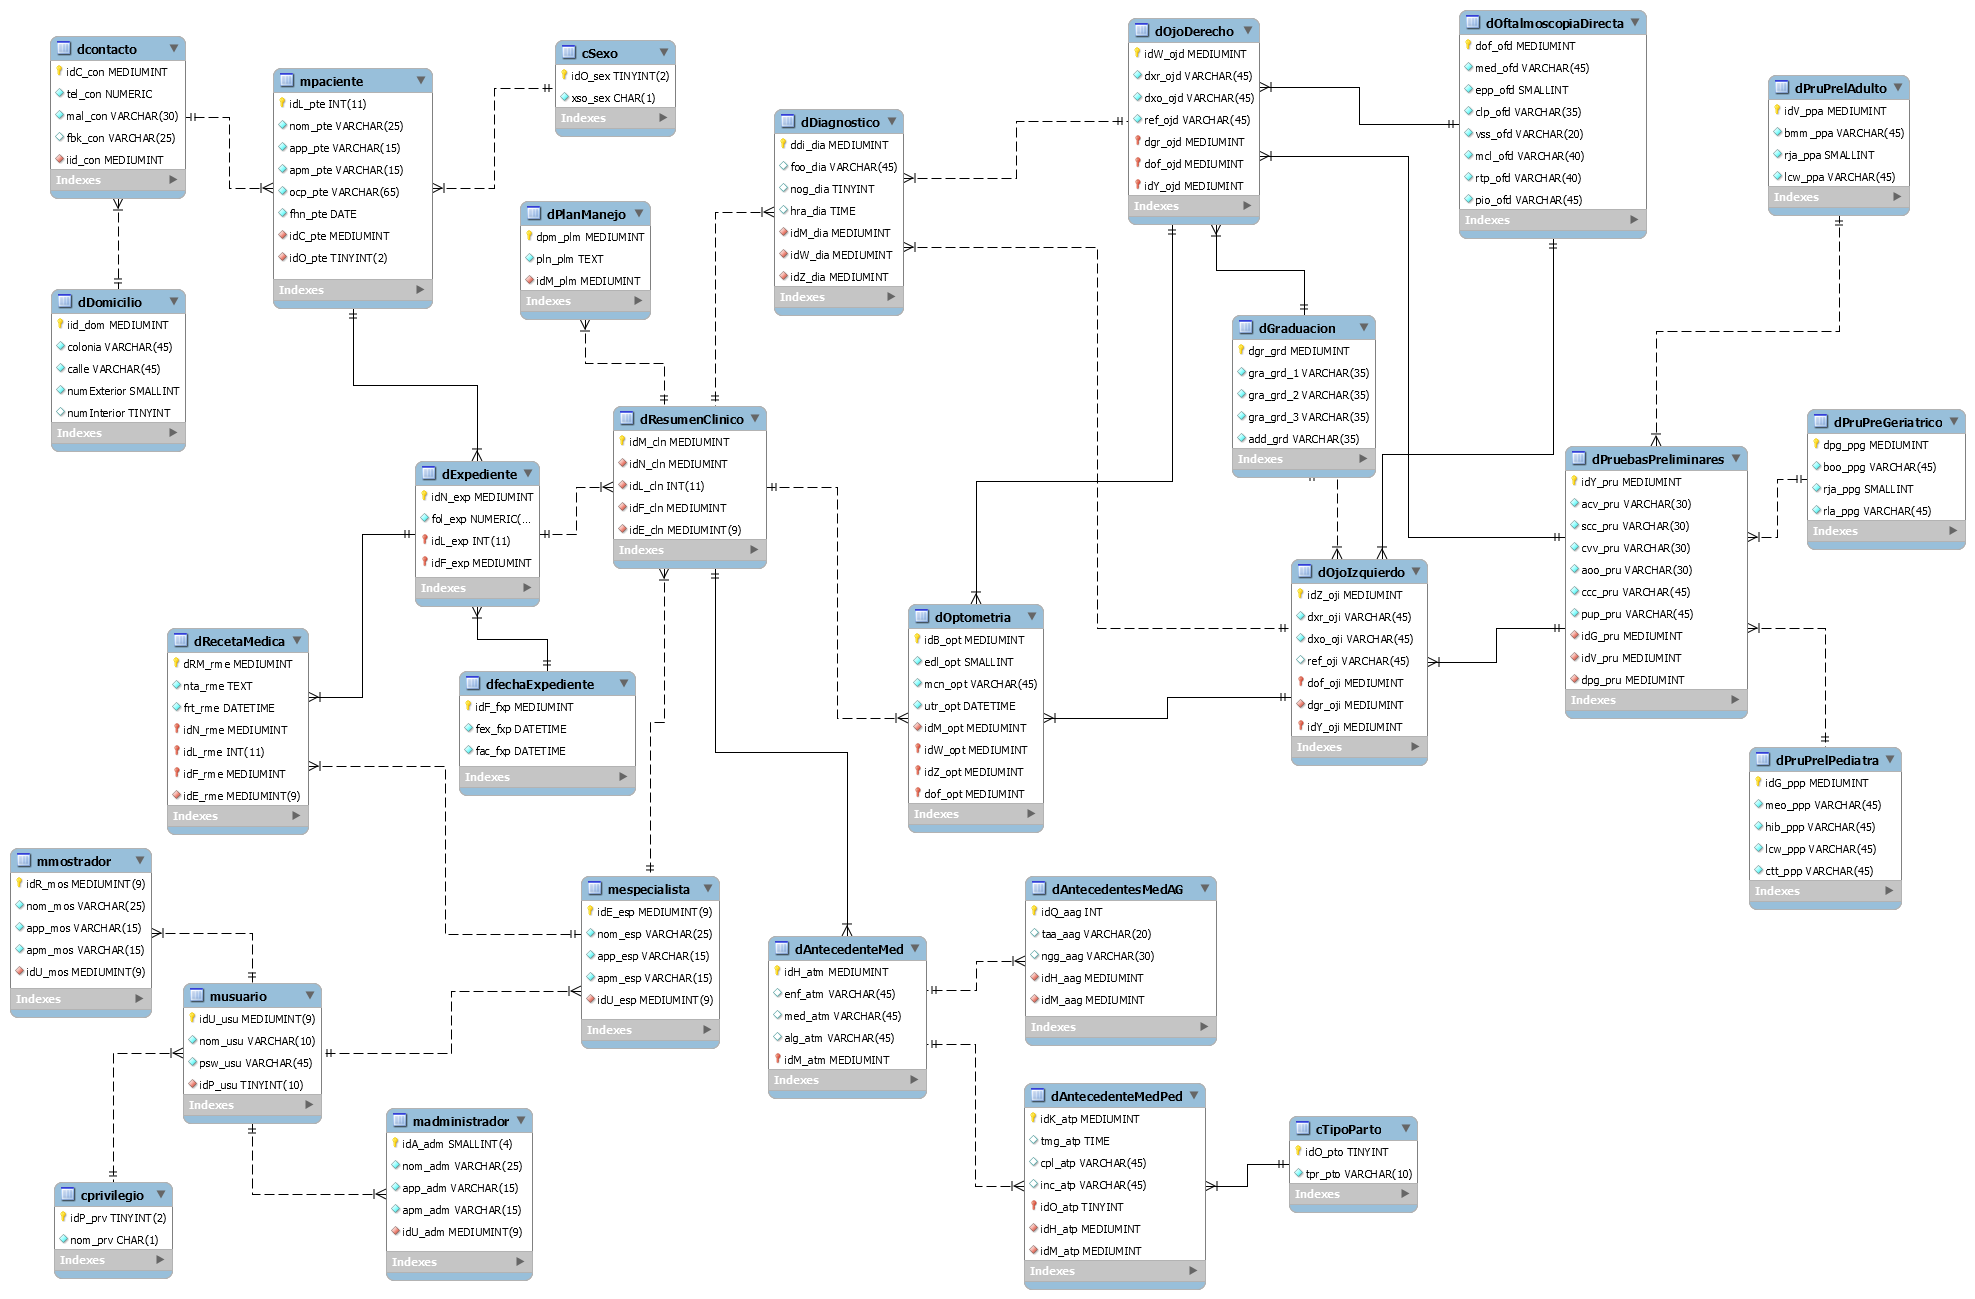 dcontacto
idC_con MEDIUMINT
tel_con NUMERIC
mal_con VARCHAR(30)
fbk_con VARCHAR(25)
iid_con MEDIUMINT
Indexes
mpaciente
idL_pte INT(11)
nom_pte VARCHAR(25)
app_pte VARCHAR(15)
apm_pte VARCHAR(15)
ocp_pte VARCHAR(65)
fhn_pte DATE
idC_pte MEDIUMINT
idO_pte TINYINT(2)
Indexes
cSexo
idO_sex TINYINT(2)
xso_sex CHAR(1)
Indexes
dDomicilio
iid_dom MEDIUMINT
colonia VARCHAR(45)
calle VARCHAR(45)
numExterior SMALLINT
numInterior TINYINT
Indexes
dPlanManejo
dpm_plm MEDIUMINT
pln_plm TEXT
idM_plm MEDIUMINT
Indexes
dDiagnostico
ddi_dia MEDIUMINT
foo_dia VARCHAR(45)
nog_dia TINYINT
hra_dia TIME
idM_dia MEDIUMINT
idW_dia MEDIUMINT
idZ_dia MEDIUMINT
Indexes
dOjoDerecho
idW_ojd MEDIUMINT
dxr_ojd VARCHAR(45)
dxo_ojd VARCHAR(45)
ref_ojd VARCHAR(45)
dgr_ojd MEDIUMINT
dof_ojd MEDIUMINT
idY_ojd MEDIUMINT
Indexes
dOftalmoscopiaDirecta
dof_ofd MEDIUMINT
med_ofd VARCHAR(45)
epp_ofd SMALLINT
clp_ofd VARCHAR(35)
vss_ofd VARCHAR(20)
mcl_ofd VARCHAR(40)
rtp_ofd VARCHAR(40)
pio_ofd VARCHAR(45)
Indexes
dPruPrelAdulto
idV_ppa MEDIUMINT
bmm_ppa VARCHAR(45)
rja_ppa SMALLINT
lcw_ppa VARCHAR(45)
Indexes
dGraduacion
dgr_grd MEDIUMINT
gra_grd_1 VARCHAR(35)
gra_grd_2 VARCHAR(35)
gra_grd_3 VARCHAR(35)
add_grd VARCHAR(35)
Indexes
dResumenClinico
idM_cln MEDIUMINT
idN_cln MEDIUMINT
idL_cln INT(11)
idF_cln MEDIUMINT
idE_cln MEDIUMINT(9)
Indexes
dExpediente
idN_exp MEDIUMINT
fol_exp NUMERIC(...
idL_exp INT(11)
idF_exp MEDIUMINT
Indexes
dPruebasPreliminares
idY_pru MEDIUMINT
acv_pru VARCHAR(30)
scc_pru VARCHAR(30)
cvv_pru VARCHAR(30)
aoo_pru VARCHAR(30)
ccc_pru VARCHAR(45)
pup_pru VARCHAR(45)
idG_pru MEDIUMINT
idV_pru MEDIUMINT
dpg_pru MEDIUMINT
Indexes
dPruPreGeriatrico
dpg_ppg MEDIUMINT
boo_ppg VARCHAR(45)
rja_ppg SMALLINT
rla_ppg VARCHAR(45)
Indexes
dOjoIzquierdo
idZ_oji MEDIUMINT
dxr_oji VARCHAR(45)
dxo_oji VARCHAR(45)
ref_oji VARCHAR(45)
dof_oji MEDIUMINT
dgr_oji MEDIUMINT
idY_oji MEDIUMINT
Indexes
dOptometria
idB_opt MEDIUMINT
edl_opt SMALLINT
mcn_opt VARCHAR(45)
utr_opt DATETIME
idM_opt MEDIUMINT
idW_opt MEDIUMINT
idZ_opt MEDIUMINT
dof_opt MEDIUMINT
Indexes
dRecetaMedica
dRM_rme MEDIUMINT
nta_rme TEXT
frt_rme DATETIME
idN_rme MEDIUMINT
idL_rme INT(11)
idF_rme MEDIUMINT
idE_rme MEDIUMINT(9)
Indexes
dfechaExpediente
idF_fxp MEDIUMINT
fex_fxp DATETIME
fac_fxp DATETIME
Indexes
dPruPrelPediatra
idG_ppp MEDIUMINT
meo_ppp VARCHAR(45)
hib_ppp VARCHAR(45)
lcw_ppp VARCHAR(45)
ctt_ppp VARCHAR(45)
Indexes
mmostrador
idR_mos MEDIUMINT(9)
nom_mos VARCHAR(25)
app_mos VARCHAR(15)
apm_mos VARCHAR(15)
idU_mos MEDIUMINT(9)
Indexes
mespecialista
idE_esp MEDIUMINT(9)
nom_esp VARCHAR(25)
app_esp VARCHAR(15)
apm_esp VARCHAR(15)
idU_esp MEDIUMINT(9)
Indexes
dAntecedentesMedAG
idQ_aag INT
taa_aag VARCHAR(20)
ngg_aag VARCHAR(30)
idH_aag MEDIUMINT
idM_aag MEDIUMINT
Indexes
dAntecedenteMed
idH_atm MEDIUMINT
enf_atm VARCHAR(45)
med_atm VARCHAR(45)
alg_atm VARCHAR(45)
idM_atm MEDIUMINT
Indexes
musuario
idU_usu MEDIUMINT(9)
nom_usu VARCHAR(10)
psw_usu VARCHAR(45)
idP_usu TINYINT(10)
Indexes
madministrador
idA_adm SMALLINT(4)
nom_adm VARCHAR(25)
app_adm VARCHAR(15)
apm_adm VARCHAR(15)
idU_adm MEDIUMINT(9)
Indexes
dAntecedenteMedPed
idK_atp MEDIUMINT
tmg_atp TIME
cpl_atp VARCHAR(45)
inc_atp VARCHAR(45)
idO_atp TINYINT
idH_atp MEDIUMINT
idM_atp MEDIUMINT
Indexes
cTipoParto
idO_pto TINYINT
tpr_pto VARCHAR(10)
Indexes
cprivilegio
idP_prv TINYINT(2)
nom_prv CHAR(1)
Indexes